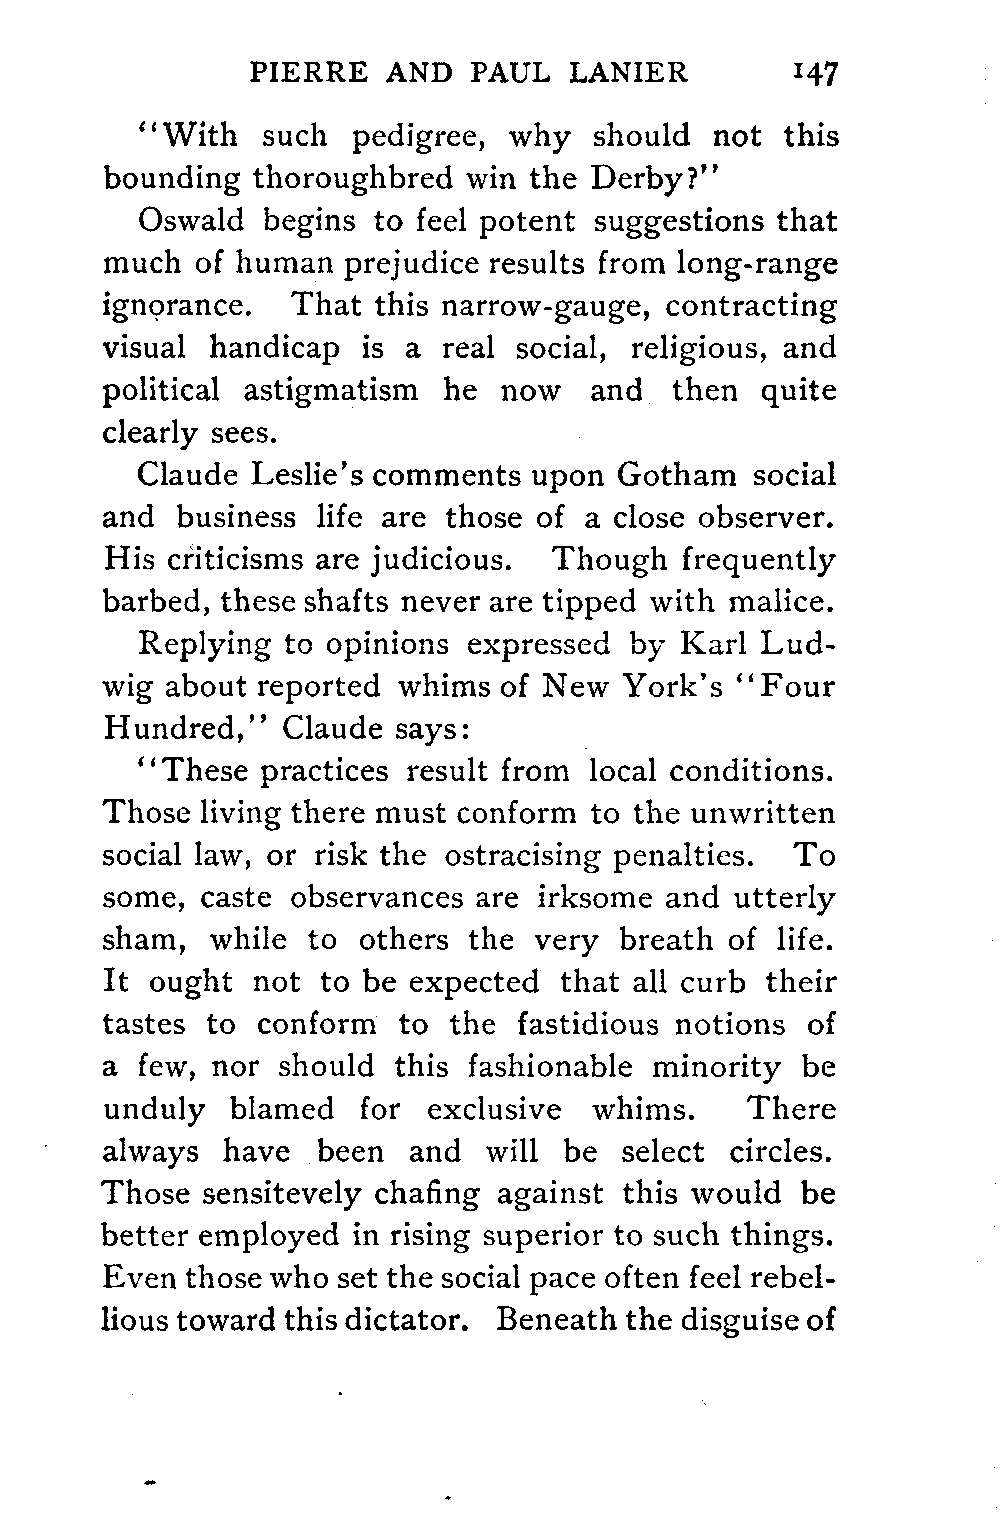 PIERRE AND PAUL LANIER 147
"With such pedigree, why should not this
bounding thoroughbred win the Derby?"
Oswald begins to feel potent suggestions that
much of human prejudice results from long-range
ignorance. That this narrow-gauge, contracting
visual handicap is a real social, religious, and
political astigmatism he now and then quite
clearly sees.
Claude Leslie's comments upon Gotham social
and business life are those of a close observer.
His criticisms are judicious. Though frequently
barbed, these shafts never are tipped with malice.
Replying to opinions expressed by Karl Lud-
wig about reported whims of New York's "Four
Hundred," Claude says:
"These practices result from local conditions.
Those living there must conform to the unwritten
social law, or risk the ostracising penalties. To
some, caste observances are irksome and utterly
sham, while to others the very breath of life.
It ought not to be expected that all curb their
tastes to conform to the fastidious notions of
a few, nor should this fashionable minority be
unduly blamed for exclusive whims. There
always have been and will be select circles.
Those sensitevely chafing against this would be
better employed in rising superior to such things.
Even those who set the social pace often feel rebel-
lious toward this dictator. Beneath the disguise of